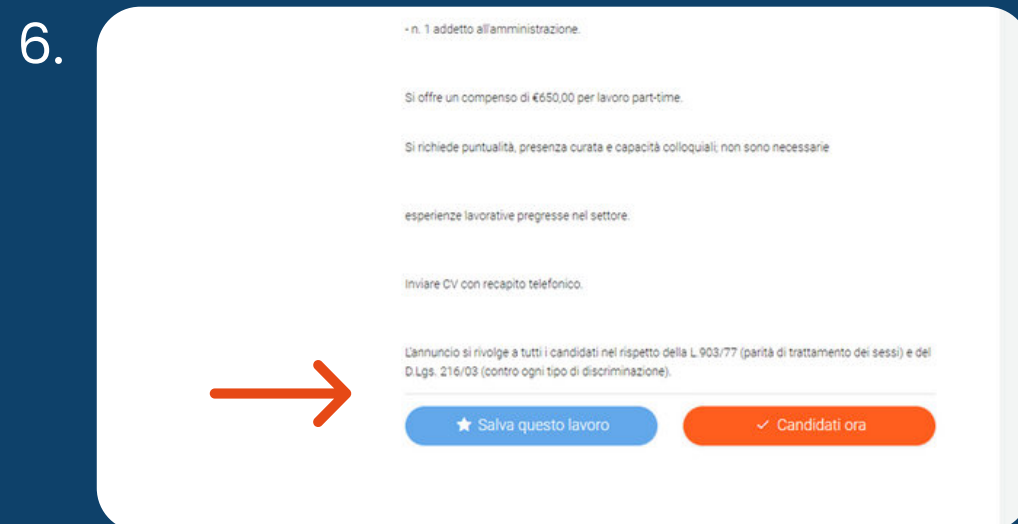 6.
- n. 1 addetto all'amministrazione.
Si offre un compenso di €650,00 per lavoro part-time.
Si richiede puntualità, presenza curata e capacità colloquiali; non sono necessarie
esperienze lavorative pregresse nel settore.
Inviare CV con recapito telefonico.
L'annuncio si rivolge a tutti i candidati nel rispetto della L.903/77 (parità di trattamento dei sessi) e del
D.Lgs. 216/03 (contro ogni tipo di discriminazione).
Salva questo lavoro
Candidati ora